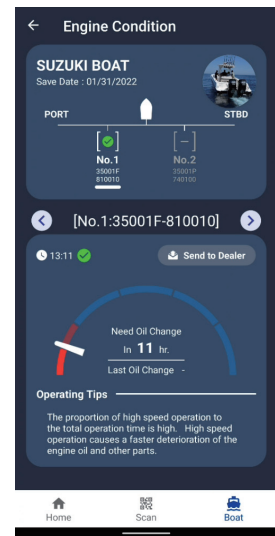 Engine Condition
SUZUKI BOAT
Save Date : 01/31/2022
PORT STBD
[✓] [–]
No.1 No.2
35001F 35001P
810010 740100
[No.1:35001F-810010]
13:11 Send to Dealer
Need Oil Change
In 11 hr.
Last Oil Change -
Operating Tips
The proportion of high speed operation to
the total operation time is high. High speed
operation causes a faster deterioration of the
engine oil and other parts.
Home Scan Boat